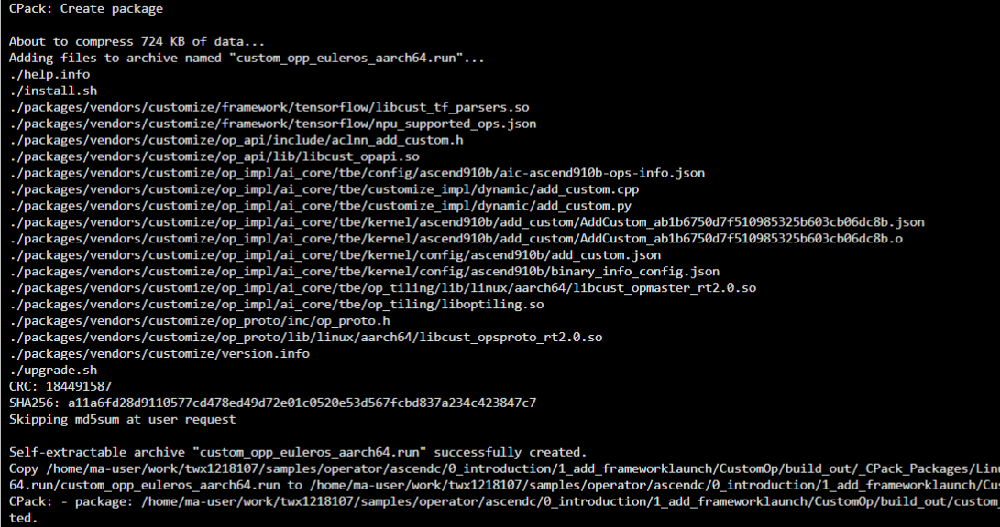 CPack: Create package
About to compress 724 KB of data...
Adding files to archive named "custom_opp_euleros_aarch64.run"...
./help.info
./install.sh
./packages/vendors/customize/framework/tensorflow/libcust_tf_parsers.so
./packages/vendors/customize/framework/tensorflow/npu_supported_ops.json
./packages/vendors/customize/op_api/include/aclnn_add_custom.h
./packages/vendors/customize/op_api/lib/libcust_opapi.so
./packages/vendors/customize/op_impl/ai_core/tbe/config/ascend910b/aic-ascend910b-ops-info.json
./packages/vendors/customize/op_impl/ai_core/tbe/customize_impl/dynamic/add_custom.cpp
./packages/vendors/customize/op_impl/ai_core/tbe/customize_impl/dynamic/add_custom.py
./packages/vendors/customize/op_impl/ai_core/tbe/kernel/ascend910b/add_custom/AddCustom_ab1b6750d7f510985325b603cb06dc8b.json
./packages/vendors/customize/op_impl/ai_core/tbe/kernel/ascend910b/add_custom/AddCustom_ab1b6750d7f510985325b603cb06dc8b.o
./packages/vendors/customize/op_impl/ai_core/tbe/kernel/config/ascend910b/add_custom.json
./packages/vendors/customize/op_impl/ai_core/tbe/kernel/config/ascend910b/binary_info_config.json
./packages/vendors/customize/op_impl/ai_core/tbe/op_tiling/lib/linux/aarch64/libcust_opmaster_rt2.0.so
./packages/vendors/customize/op_impl/ai_core/tbe/op_tiling/liboptiling.so
./packages/vendors/customize/op_proto/inc/op_proto.h
./packages/vendors/customize/op_proto/lib/linux/aarch64/libcust_opsproto_rt2.0.so
./packages/vendors/customize/version.info
./upgrade.sh
CRC: 184491587
SHA256: a11a6fd28d9110577cd478ed49d72e01c0520e53d567fcbd837a234c423847c7
Skipping md5sum at user request
Self-extractable archive "custom_opp_euleros_aarch64.run" successfully created.
Copy /home/ma-user/work/twx1218107/samples/operator/ascendc/0_introduction/1_add_frameworklaunch/CustomOp/build_out/_CPack_Packages/Linu
64.run/custom_opp_euleros_aarch64.run to /home/ma-user/work/twx1218107/samples/operator/ascendc/0_introduction/1_add_frameworklaunch/Cus
CPack: - package: /home/ma-user/work/twx1218107/samples/operator/ascendc/0_introduction/1_add_frameworklaunch/CustomOp/build_out/custom_
ted.